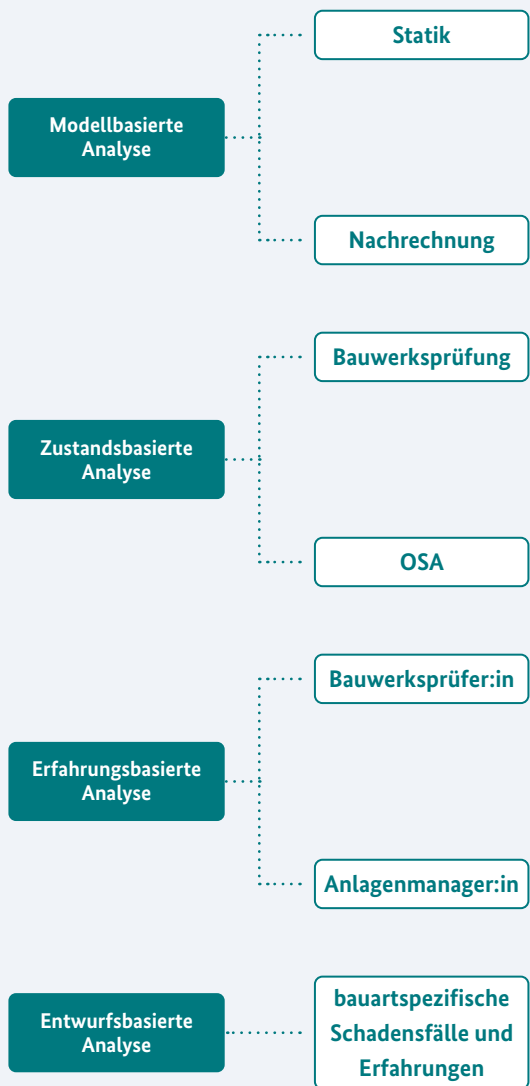 Statik
Modellbasierte
Analyse
Nachrechnung
Bauwerksprüfung
Zustandsbasierte
Analyse
OSA
Bauwerksprüfer:in
Erfahrungsbasierte
Analyse
Anlagenmanager:in
Entwurfsbasierte
Analyse
bauartspezifische
Schadensfälle und
Erfahrungen